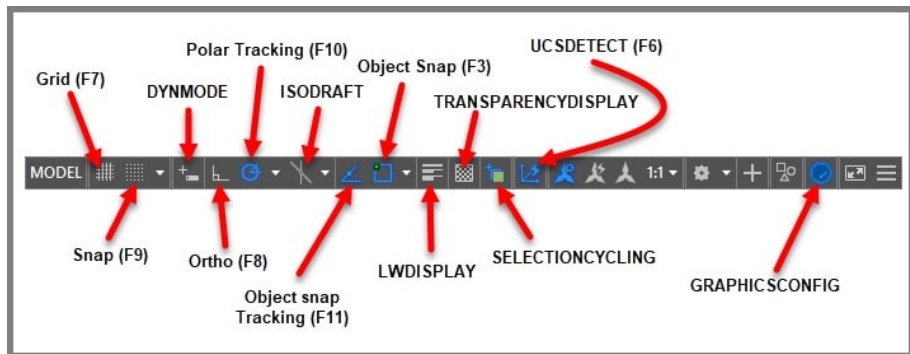 Polar Tracking (F10)
UCSDETECT (F6)
Object Snap (F3)
Grid (F7)
DYNMODE
ISODRAFT
TRANSPARENCYDISPLAY
MODEL
1:1
Snap (F9)
Ortho (F8)
LWDISPLAY
SELECTIONCYCLING
GRAPHICSCONFIG
Object snap
Tracking (F11)